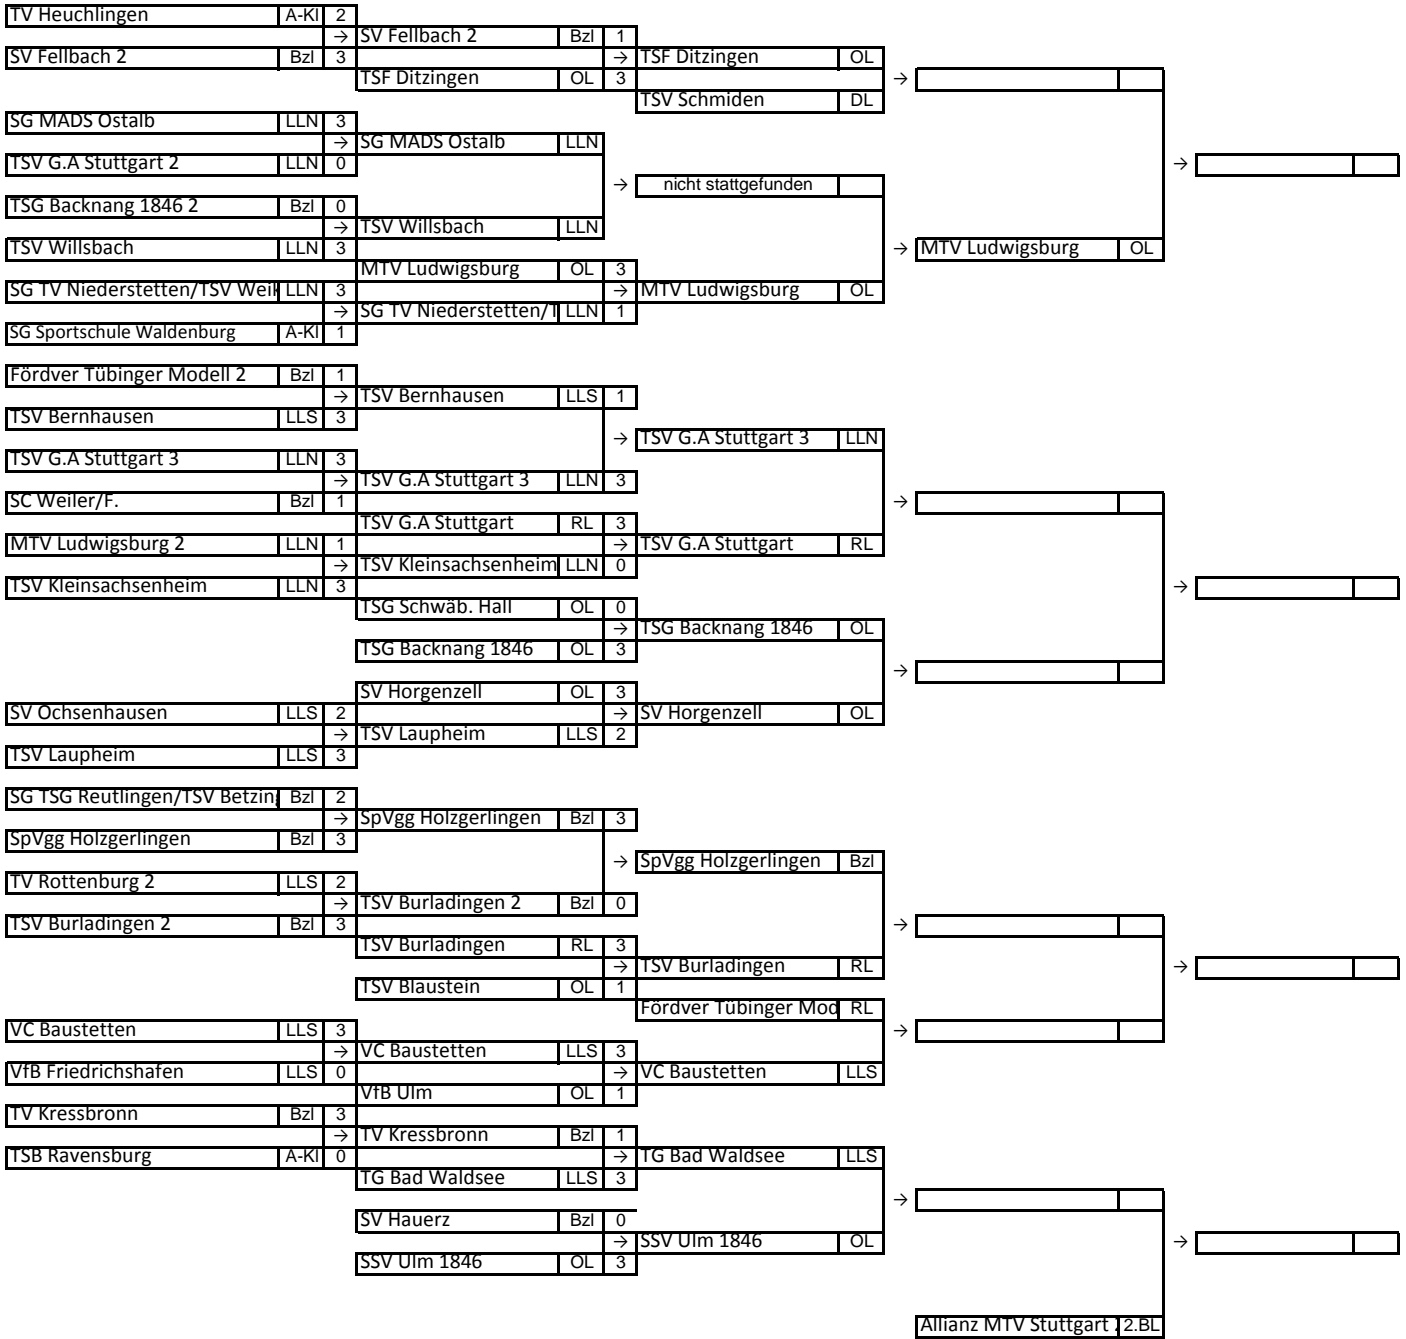 TV Heuchlingen A-Kl 2
→ SV Fellbach 2 Bzl 1
SV Fellbach 2 Bzl 3 → TSF Ditzingen OL
TSF Ditzingen OL 3 →
TSV Schmiden DL
SG MADS Ostalb LLN 3
→ SG MADS Ostalb LLN
TSV G.A Stuttgart 2 LLN 0 →
→ nicht stattgefunden
TSG Backnang 1846 2 Bzl 0
→ TSV Willsbach LLN
TSV Willsbach LLN 3 → MTV Ludwigsburg OL
MTV Ludwigsburg OL 3
SG TV Niederstetten/TSV Weik LLN 3 → MTV Ludwigsburg OL
→ SG TV Niederstetten/T LLN 1
SG Sportschule Waldenburg A-Kl 1
Fördver Tübinger Modell 2 Bzl 1
→ TSV Bernhausen LLS 1
TSV Bernhausen LLS 3
→ TSV G.A Stuttgart 3 LLN
TSV G.A Stuttgart 3 LLN 3
→ TSV G.A Stuttgart 3 LLN 3
SC Weiler/F. Bzl 1 →
TSV G.A Stuttgart RL 3
MTV Ludwigsburg 2 LLN 1 → TSV G.A Stuttgart RL
→ TSV Kleinsachsenheim LLN 0
TSV Kleinsachsenheim LLN 3 →
TSG Schwäb. Hall OL 0
→ TSG Backnang 1846 OL
TSG Backnang 1846 OL 3
→
SV Horgenzell OL 3
SV Ochsenhausen LLS 2 → SV Horgenzell OL
→ TSV Laupheim LLS 2
TSV Laupheim LLS 3
SG TSG Reutlingen/TSV Betzing Bzl 2
→ SpVgg Holzgerlingen Bzl 3
SpVgg Holzgerlingen Bzl 3
→ SpVgg Holzgerlingen Bzl
TV Rottenburg 2 LLS 2
→ TSV Burladingen 2 Bzl 0
TSV Burladingen 2 Bzl 3 →
TSV Burladingen RL 3
→ TSV Burladingen RL →
TSV Blaustein OL 1
Fördver Tübinger Mod RL
VC Baustetten LLS 3 →
→ VC Baustetten LLS 3
VfB Friedrichshafen LLS 0 → VC Baustetten LLS
VfB Ulm OL 1
TV Kressbronn Bzl 3
→ TV Kressbronn Bzl 1
TSB Ravensburg A-Kl 0 → TG Bad Waldsee LLS
TG Bad Waldsee LLS 3
→
SV Hauerz Bzl 0
→ SSV Ulm 1846 OL →
SSV Ulm 1846 OL 3
Allianz MTV Stuttgart 2.BL